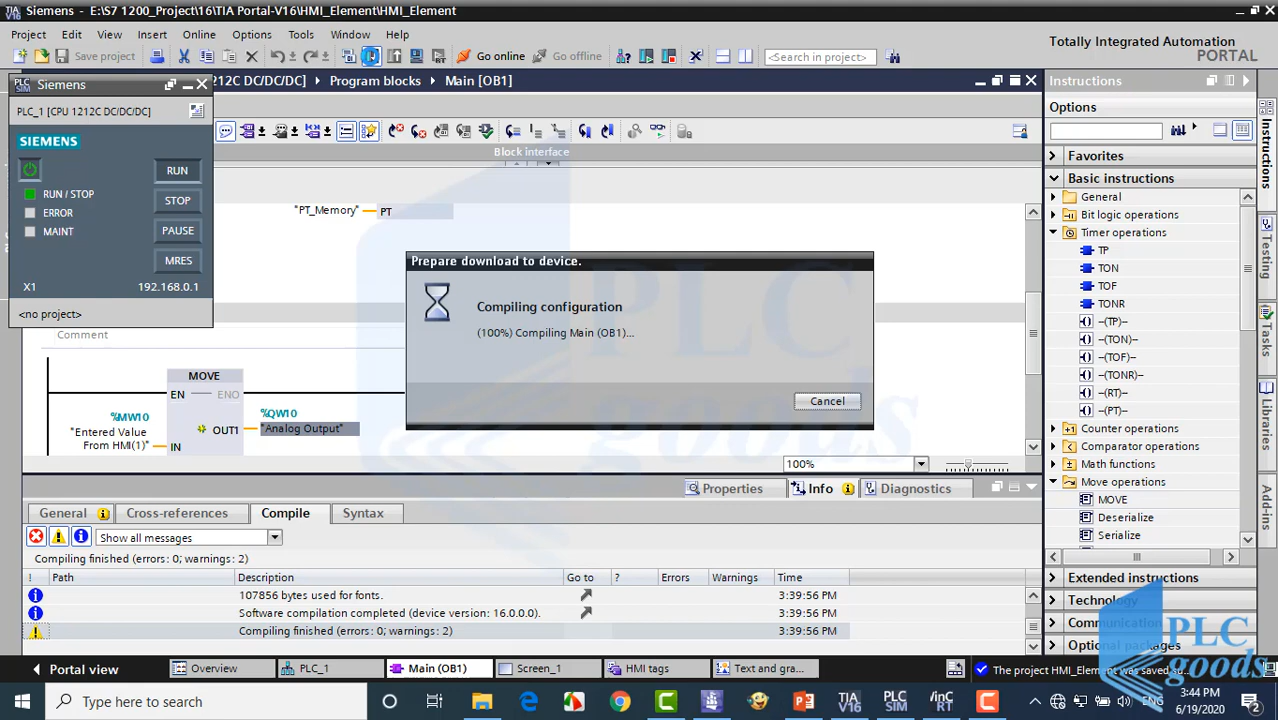 Siemens - E:\S7 1200_Project\16\TIA Portal-V16\HMI_Element\HMI_Element
Project Edit View Insert Online Options Tools Window Help
Totally Integrated Automation
PORTAL
Save project
Go online
Go offline
<Search in project>
Siemens
212C DC/DC/DC] Program blocks Main [OB1]
Instructions
PLC_1 [CPU 1212C DC/DC/DC]
Options
SIEMENS
RUN
RUN / STOP
STOP
ERROR
MAINT
PAUSE
MRES
X1 192.168.0.1
<no project>
Block interface
"PT_Memory" PT
Comment
MOVE
EN ENO
%MW10
"Entered Value
From HMI(1)" IN
OUT1
%QW10
"Analog Output"
Prepare download to device.
Compiling configuration
(100%) Compiling Main (OB1)...
Cancel
100%
Favorites
Basic instructions
General
Bit logic operations
Timer operations
TP
TON
TOF
TONR
-(TP)-
-(TON)-
-(TOF)-
-(TONR)-
-(RT)-
-(PT)-
Counter operations
Comparator operations
Math functions
Move operations
MOVE
Deserialize
Serialize
Extended instructions
Technology
Communication
Optional packages
Instructions
Testing
Tasks
Libraries
Add-ins
Properties Info Diagnostics
General Cross-references Compile Syntax
Show all messages
Compiling finished (errors: 0; warnings: 2)
! Path Description Go to ? Errors Warnings Time
107856 bytes used for fonts. 3:39:56 PM
Software compilation completed (device version: 16.0.0.0). 3:39:56 PM
Compiling finished (errors: 0; warnings: 2) 3:39:56 PM
Portal view Overview PLC_1 Main (OB1) Screen_1 HMI tags Text and gra...
The project HMI_Element was saved su...
PLC
goods
Type here to search
TIA
V16
PLC
SIM
WinCC
RT
3:44 PM
6/19/2020
2
PLC
goods